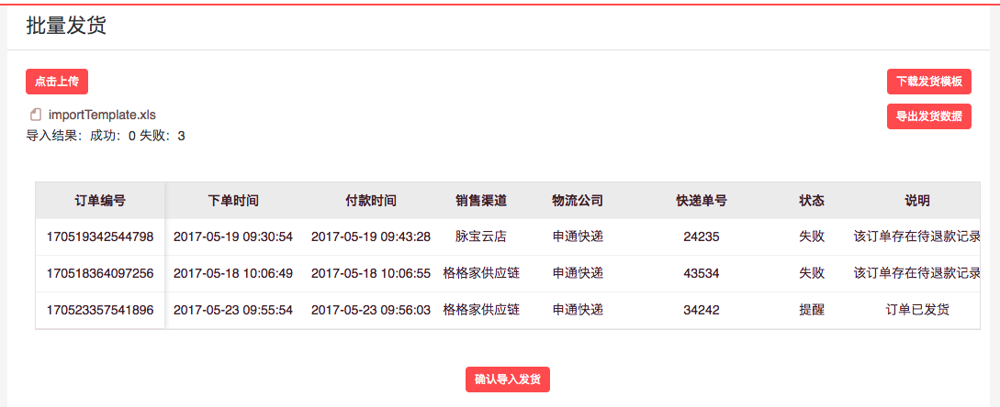 批量发货
点击上传 下载发货模板
importTemplate.xls 导出发货数据
导入结果：成功：0 失败：3
订单编号 下单时间 付款时间 销售渠道 物流公司 快递单号 状态 说明
170519342544798 2017-05-19 09:30:54 2017-05-19 09:43:28 脉宝云店 申通快递 24235 失败 该订单存在待退款记录
170518364097256 2017-05-18 10:06:49 2017-05-18 10:06:55 格格家供应链 申通快递 43534 失败 该订单存在待退款记录
170523357541896 2017-05-23 09:55:54 2017-05-23 09:56:03 格格家供应链 申通快递 34242 提醒 订单已发货
确认导入发货